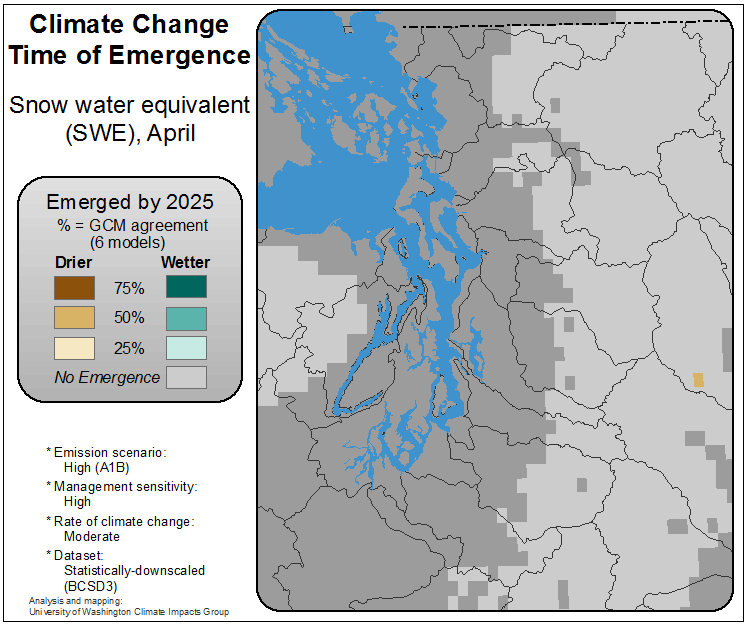 Climate Change
Time of Emergence
Snow water equivalent
(SWE), April
Emerged by 2025
% = GCM agreement
(6 models)
Drier Wetter
75%
50%
25%
No Emergence
* Emission scenario:
High (A1B)
* Management sensitivity:
High
* Rate of climate change:
Moderate
* Dataset:
Statistically-downscaled
(BCSD3)
Analysis and mapping:
University of Washington Climate Impacts Group